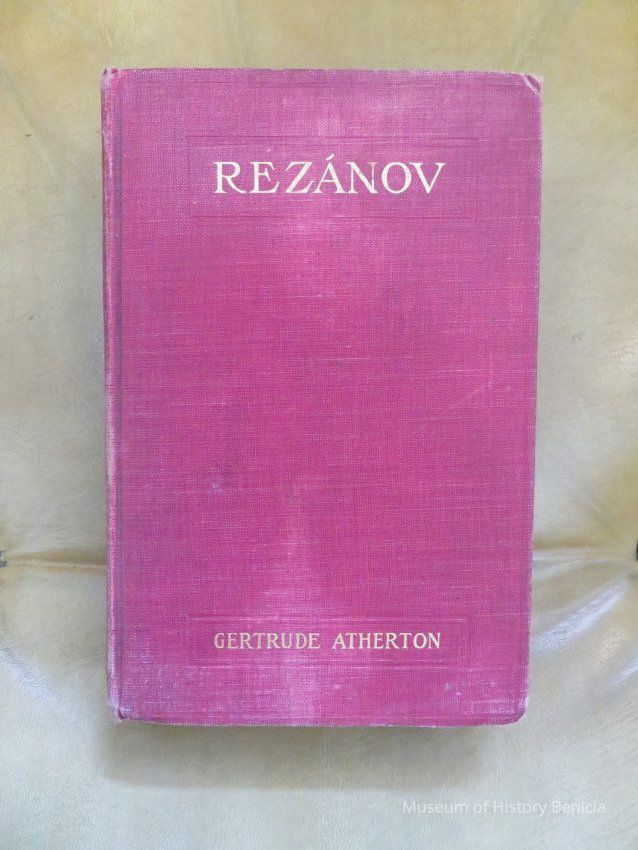 REZÁNOV
GERTRUDE ATHERTON
Museum of History Benicia